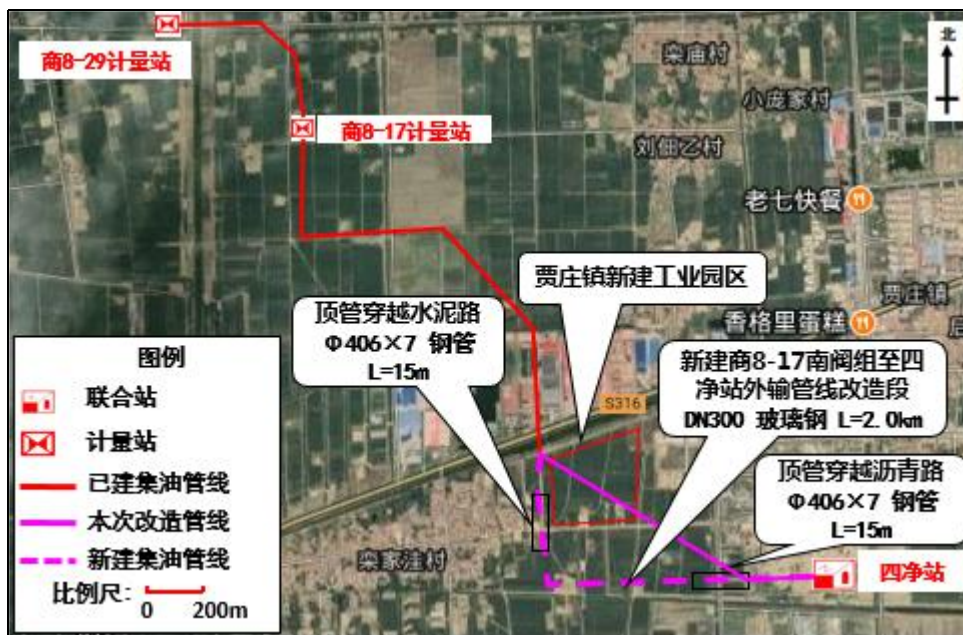 北
商8-29计量站
栾庙村
小庞家村
商8-17计量站
刘佃乙村
老七快餐
贾庄镇新建工业园区
贾庄镇
香格里蛋糕
顶管穿越水泥路
Φ406×7 钢管
L=15m
新建商8-17南阀组至四
净站外输管线改造段
DN300 玻璃钢 L=2.0km
S316
顶管穿越沥青路
Φ406×7 钢管
L=15m
栾家洼村
四净站
图例
联合站
计量站
已建集油管线
本次改造管线
新建集油管线
比例尺:
0 200m